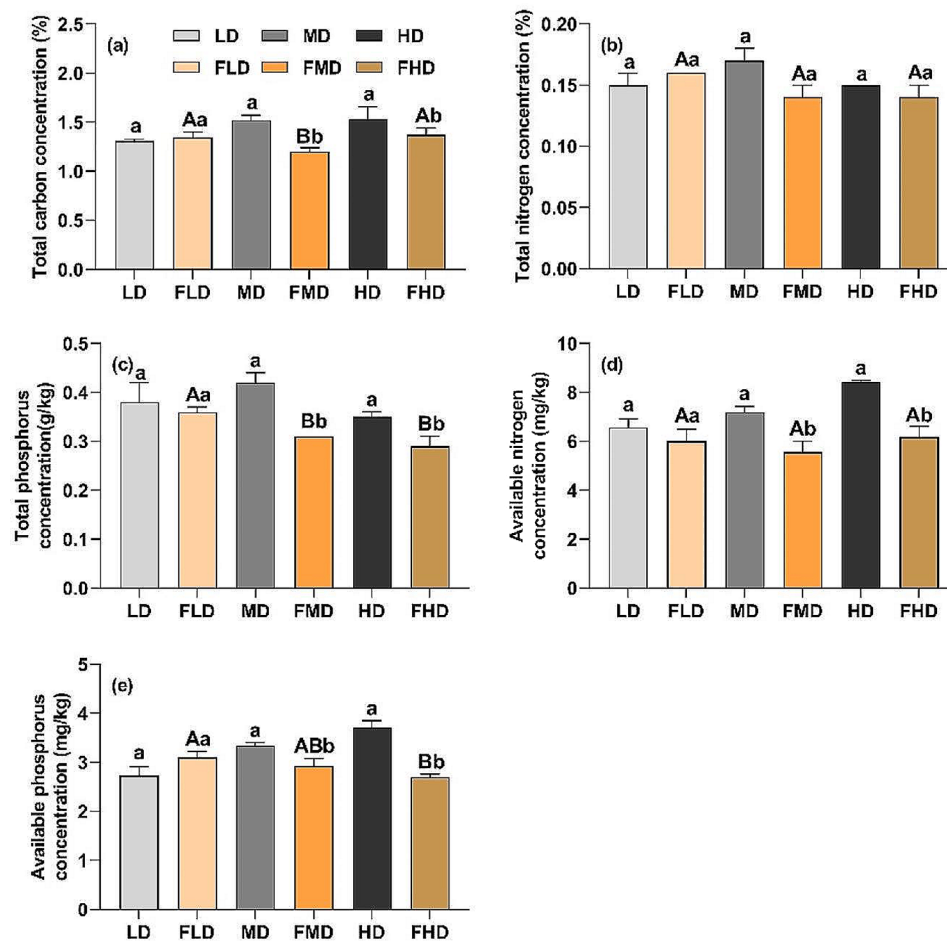 Total carbon concentration (%)
(a)
LD MD HD
FLD FMD FHD
2.5
2.0
1.5
1.0
0.5
0.0
a Aa a Bb a Ab
LD FLD MD FMD HD FHD
Total nitrogen concentration (%)
(b)
0.20
0.15
0.10
0.05
0.00
a Aa a Aa a Aa
LD FLD MD FMD HD FHD
Total phosphorus
concentration(g/kg)
(c)
0.5
0.4
0.3
0.2
0.1
0.0
a Aa a Bb a Bb
LD FLD MD FMD HD FHD
Available nitrogen
concentration (mg/kg)
(d)
10
8
6
4
2
0
a Aa a Ab a Ab
LD FLD MD FMD HD FHD
Available phosphorus
concentration (mg/kg)
(e)
5
4
3
2
1
0
a Aa a ABb a Bb
LD FLD MD FMD HD FHD